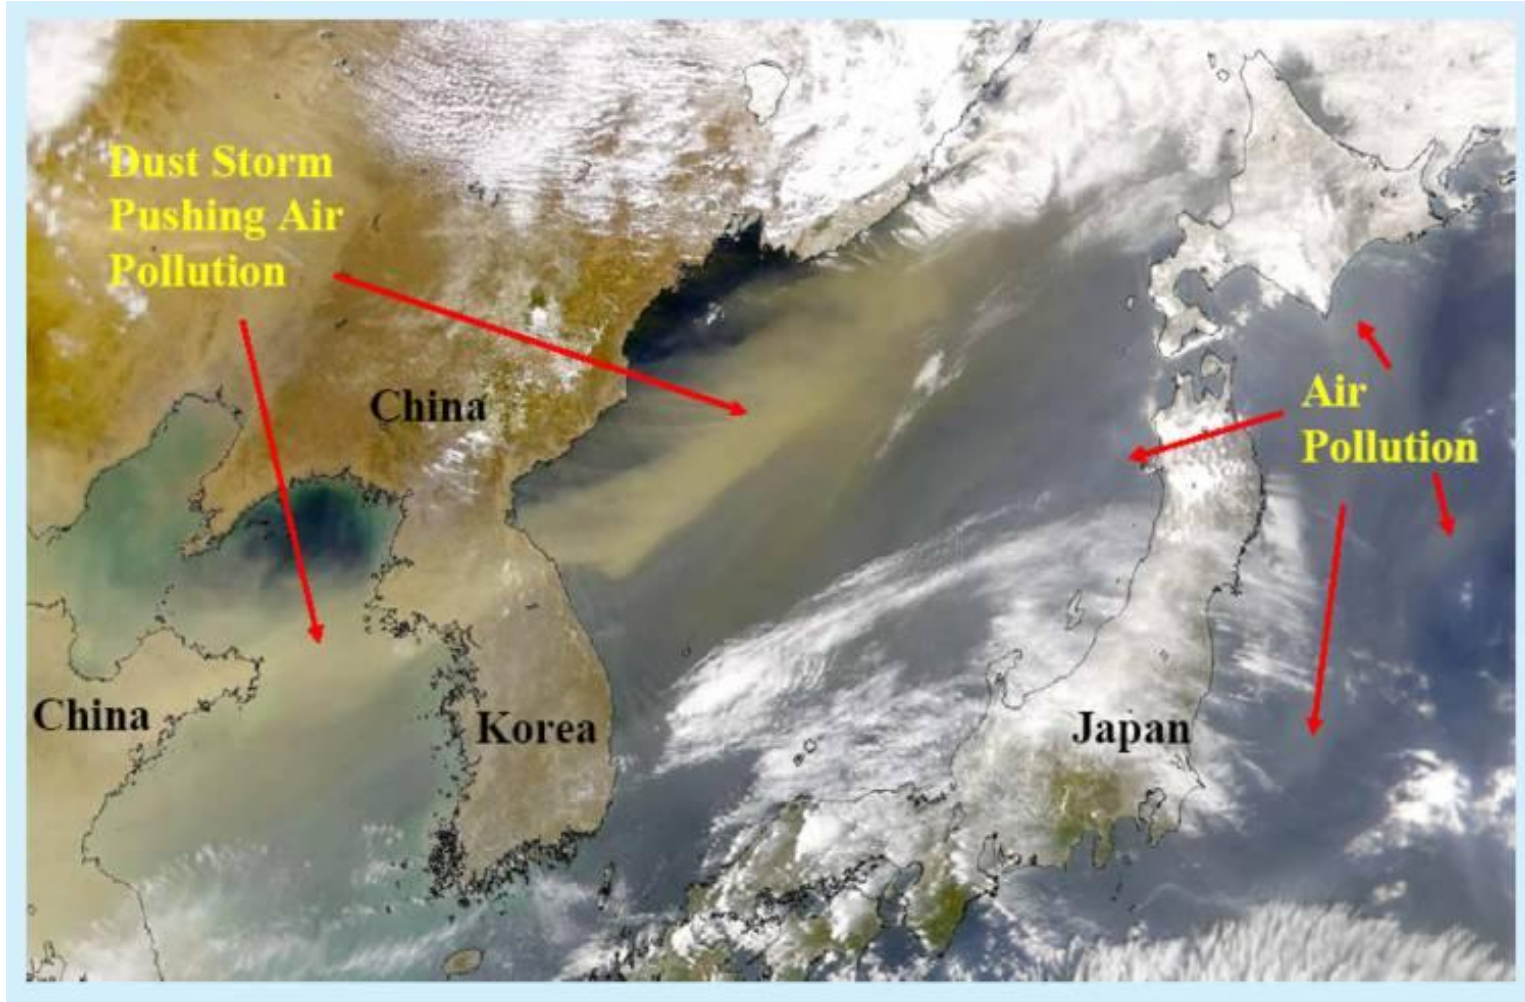 Dust Storm
Pushing Air
Pollution
China
Air
Pollution
China
Korea
Japan